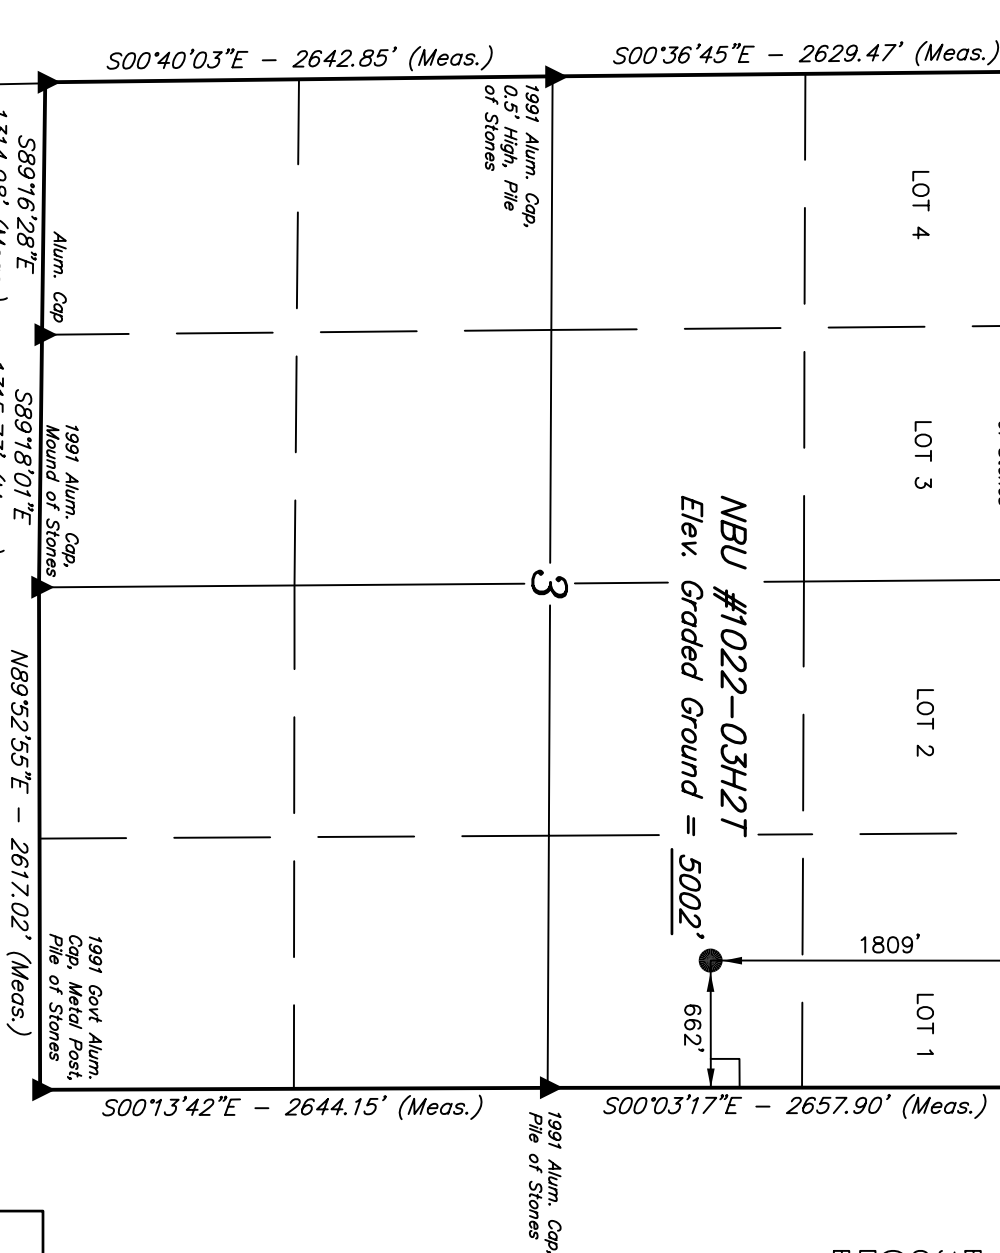 S00°40'03"E – 2642.85' (Meas.)
S00°36'45"E – 2629.47' (Meas.)
1991 Alum. Cap,
0.5' High, Pile
of Stones
LOT 4
LOT 3
LOT 2
LOT 1
S89°16'28"E
Alum. Cap
S89°18'01"E
1991 Alum. Cap,
Mound of Stones
3
NBU #1022-03H2T
Elev. Graded Ground = 5002'
1809'
662'
N89°52'55"E – 2617.02' (Meas.)
1991 Govt Alum.
Cap, Metal Post,
Pile of Stones
S00°13'42"E – 2644.15' (Meas.)
S00°03'17"E – 2657.90' (Meas.)
1991 Alum. Cap,
Pile of Stones